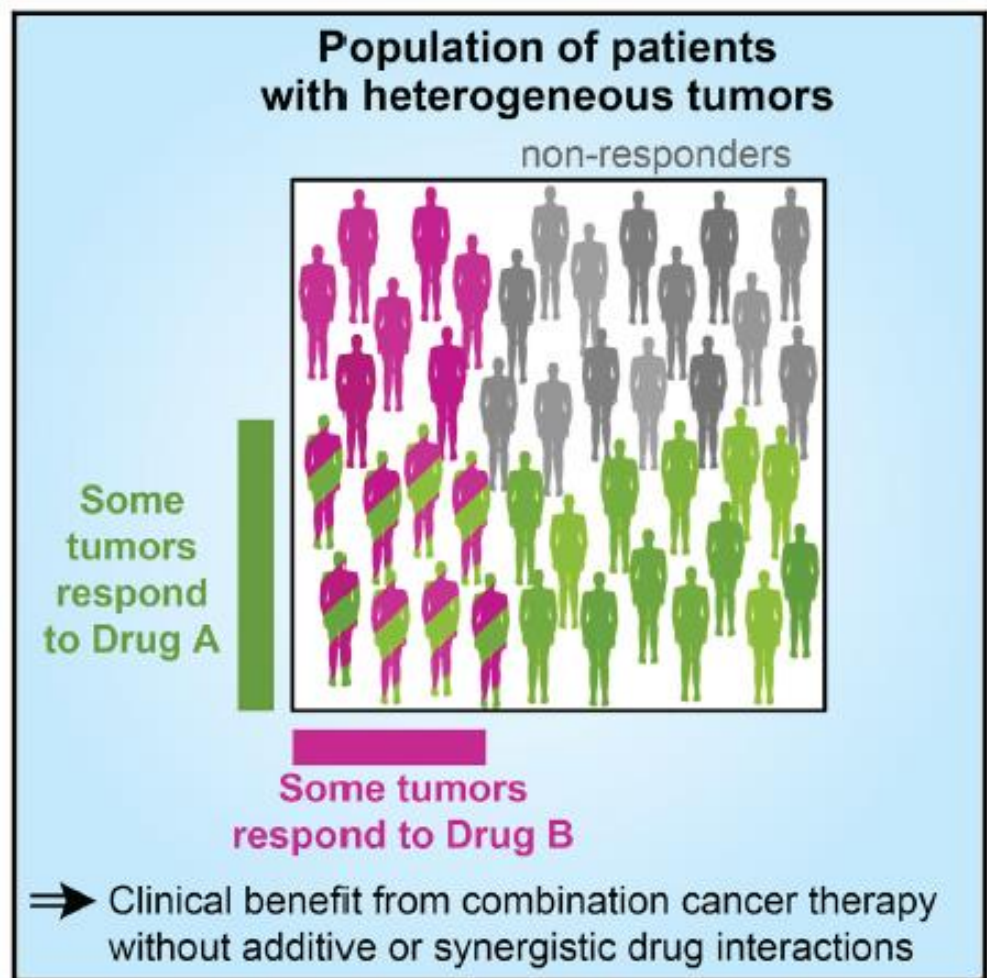 Population of patients
with heterogeneous tumors
non-responders
Some
tumors
respond
to Drug A
Some tumors
respond to Drug B
⇒ Clinical benefit from combination cancer therapy
without additive or synergistic drug interactions